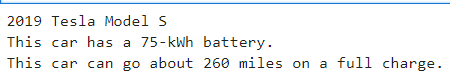 2019 Tesla Model S
This car has a 75-kWh battery.
This car can go about 260 miles on a full charge.